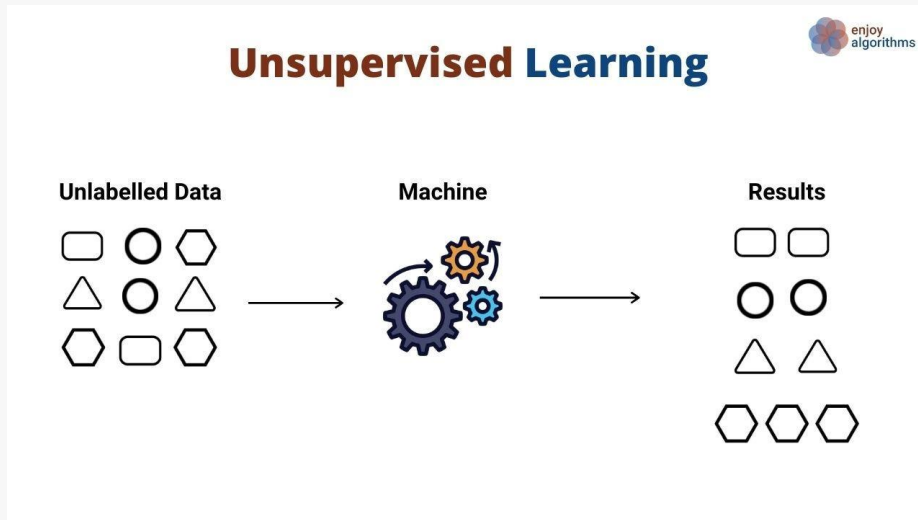 enjoy
algorithms
Unsupervised Learning
Unlabelled Data
Machine
Results